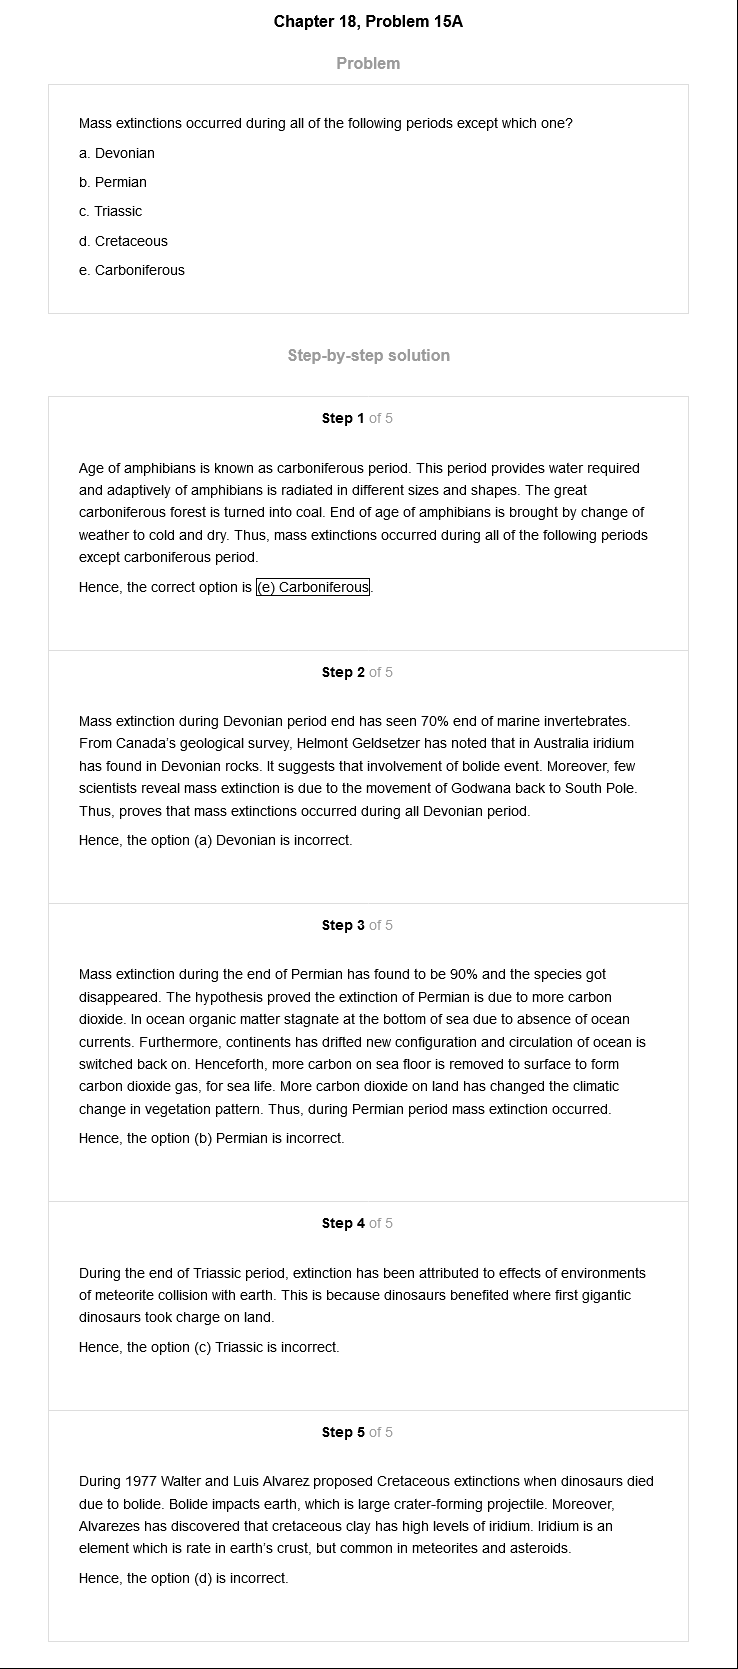 Chapter 18, Problem 15A
Problem
Mass extinctions occurred during all of the following periods except which one?
a. Devonian
b. Permian
c. Triassic
d. Cretaceous
e. Carboniferous
Step-by-step solution
Step 1 of 5
Age of amphibians is known as carboniferous period. This period provides water required
and adaptively of amphibians is radiated in different sizes and shapes. The great
carboniferous forest is turned into coal. End of age of amphibians is brought by change of
weather to cold and dry. Thus, mass extinctions occurred during all of the following periods
except carboniferous period.
Hence, the correct option is (e) Carboniferous.
Step 2 of 5
Mass extinction during Devonian period end has seen 70% end of marine invertebrates.
From Canada's geological survey, Helmont Geldsetzer has noted that in Australia iridium
has found in Devonian rocks. It suggests that involvement of bolide event. Moreover, few
scientists reveal mass extinction is due to the movement of Godwana back to South Pole.
Thus, proves that mass extinctions occurred during all Devonian period.
Hence, the option (a) Devonian is incorrect.
Step 3 of 5
Mass extinction during the end of Permian has found to be 90% and the species got
disappeared. The hypothesis proved the extinction of Permian is due to more carbon
dioxide. In ocean organic matter stagnate at the bottom of sea due to absence of ocean
currents. Furthermore, continents has drifted new configuration and circulation of ocean is
switched back on. Henceforth, more carbon on sea floor is removed to surface to form
carbon dioxide gas, for sea life. More carbon dioxide on land has changed the climatic
change in vegetation pattern. Thus, during Permian period mass extinction occurred.
Hence, the option (b) Permian is incorrect.
Step 4 of 5
During the end of Triassic period, extinction has been attributed to effects of environments
of meteorite collision with earth. This is because dinosaurs benefited where first gigantic
dinosaurs took charge on land.
Hence, the option (c) Triassic is incorrect.
Step 5 of 5
During 1977 Walter and Luis Alvarez proposed Cretaceous extinctions when dinosaurs died
due to bolide. Bolide impacts earth, which is large crater-forming projectile. Moreover,
Alvarezes has discovered that cretaceous clay has high levels of iridium. Iridium is an
element which is rate in earth's crust, but common in meteorites and asteroids.
Hence, the option (d) is incorrect.